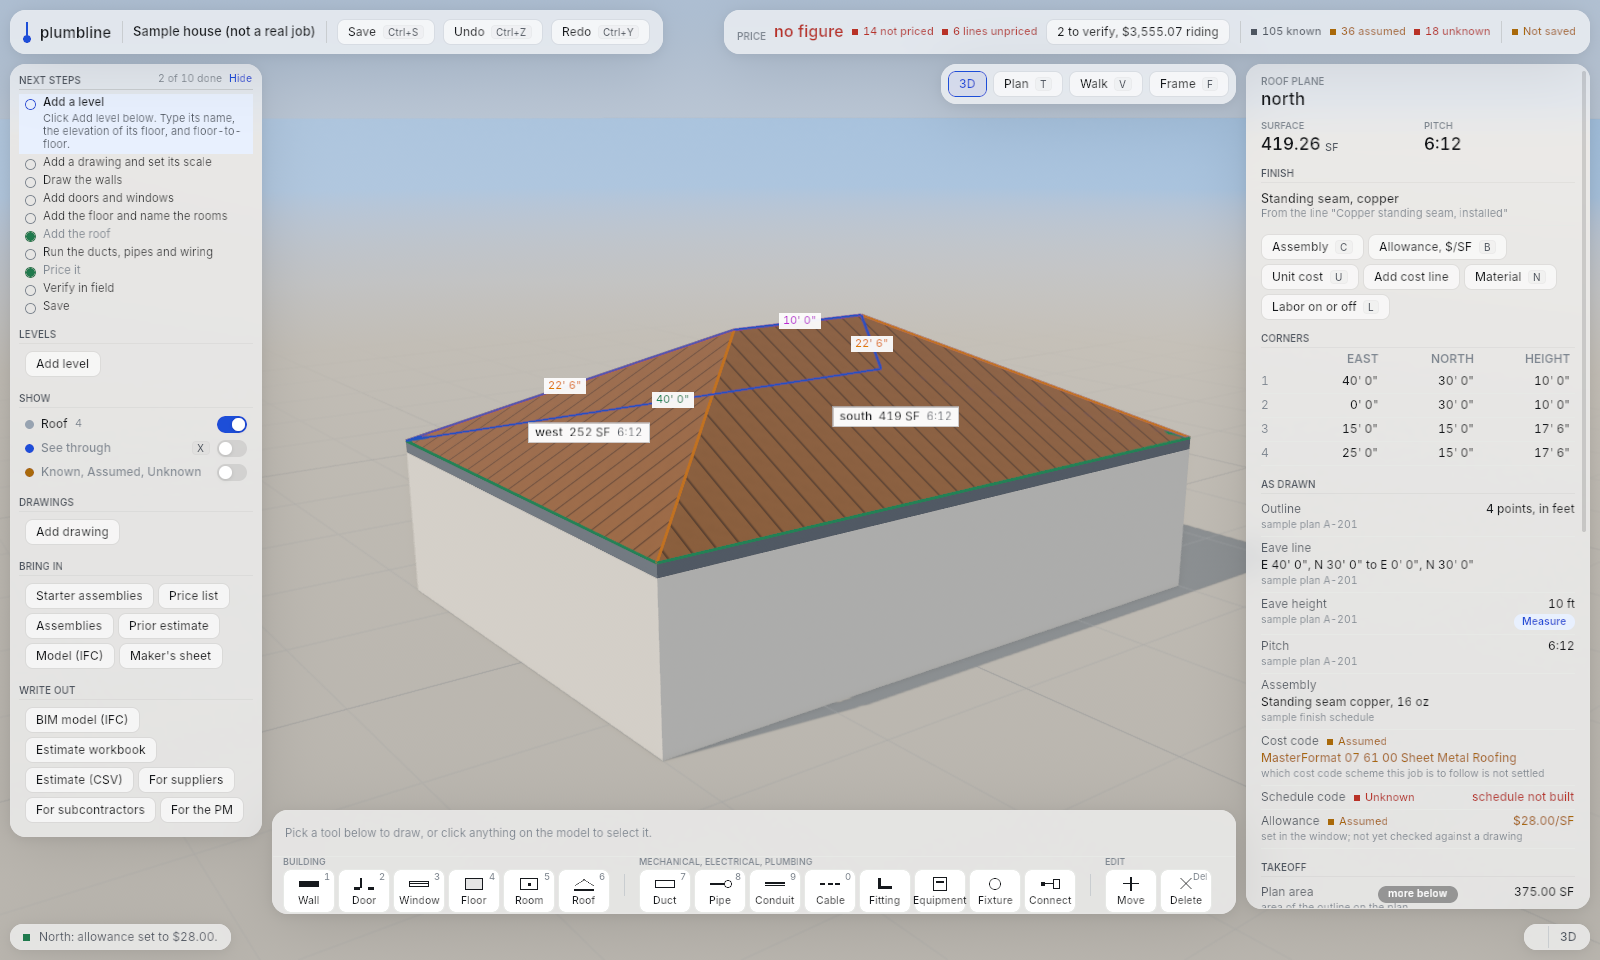 plumbline
Sample house (not a real job)
Save Ctrl+S
Undo Ctrl+Z
Redo Ctrl+Y
PRICE no figure
14 not priced
6 lines unpriced
2 to verify, $3,555.07 riding
105 known
36 assumed
18 unknown
Not saved
NEXT STEPS 2 of 10 done Hide
Add a level
Click Add level below. Type its name,
the elevation of its floor, and floor-to-
floor.
Add a drawing and set its scale
Draw the walls
Add doors and windows
Add the floor and name the rooms
Add the roof
Run the ducts, pipes and wiring
Price it
Verify in field
Save
LEVELS
Add level
SHOW
Roof 4
See through X
Known, Assumed, Unknown
DRAWINGS
Add drawing
BRING IN
Starter assemblies Price list
Assemblies Prior estimate
Model (IFC) Maker's sheet
WRITE OUT
BIM model (IFC)
Estimate workbook
Estimate (CSV) For suppliers
For subcontractors For the PM
North: allowance set to $28.00.
3D Plan T Walk V Frame F
10' 0"
22' 6"
22' 6"
40' 0"
south 419 SF 6:12
west 252 SF 6:12
Pick a tool below to draw, or click anything on the model to select it.
BUILDING
Wall 1
Door 2
Window 3
Floor 4
Room 5
Roof 6
MECHANICAL, ELECTRICAL, PLUMBING
Duct 7
Pipe 8
Conduit 9
Cable 0
Fitting
Equipment
Fixture
Connect
EDIT
Move
Delete Del
ROOF PLANE
north
SURFACE PITCH
419.26 SF 6:12
FINISH
Standing seam, copper
From the line "Copper standing seam, installed"
Assembly C Allowance, $/SF B
Unit cost U Add cost line Material N
Labor on or off L
CORNERS
EAST NORTH HEIGHT
1 40' 0" 30' 0" 10' 0"
2 0' 0" 30' 0" 10' 0"
3 15' 0" 15' 0" 17' 6"
4 25' 0" 15' 0" 17' 6"
AS DRAWN
Outline 4 points, in feet
sample plan A-201
Eave line
E 40' 0", N 30' 0" to E 0' 0", N 30' 0"
sample plan A-201
Eave height 10 ft
sample plan A-201 Measure
Pitch 6:12
sample plan A-201
Assembly
Standing seam copper, 16 oz
sample finish schedule
Cost code Assumed
MasterFormat 07 61 00 Sheet Metal Roofing
which cost code scheme this job is to follow is not settled
Schedule code Unknown schedule not built
Allowance Assumed $28.00/SF
set in the window; not yet checked against a drawing
TAKEOFF
Plan area 375.00 SF
more below
area of the outline on the plan
3D